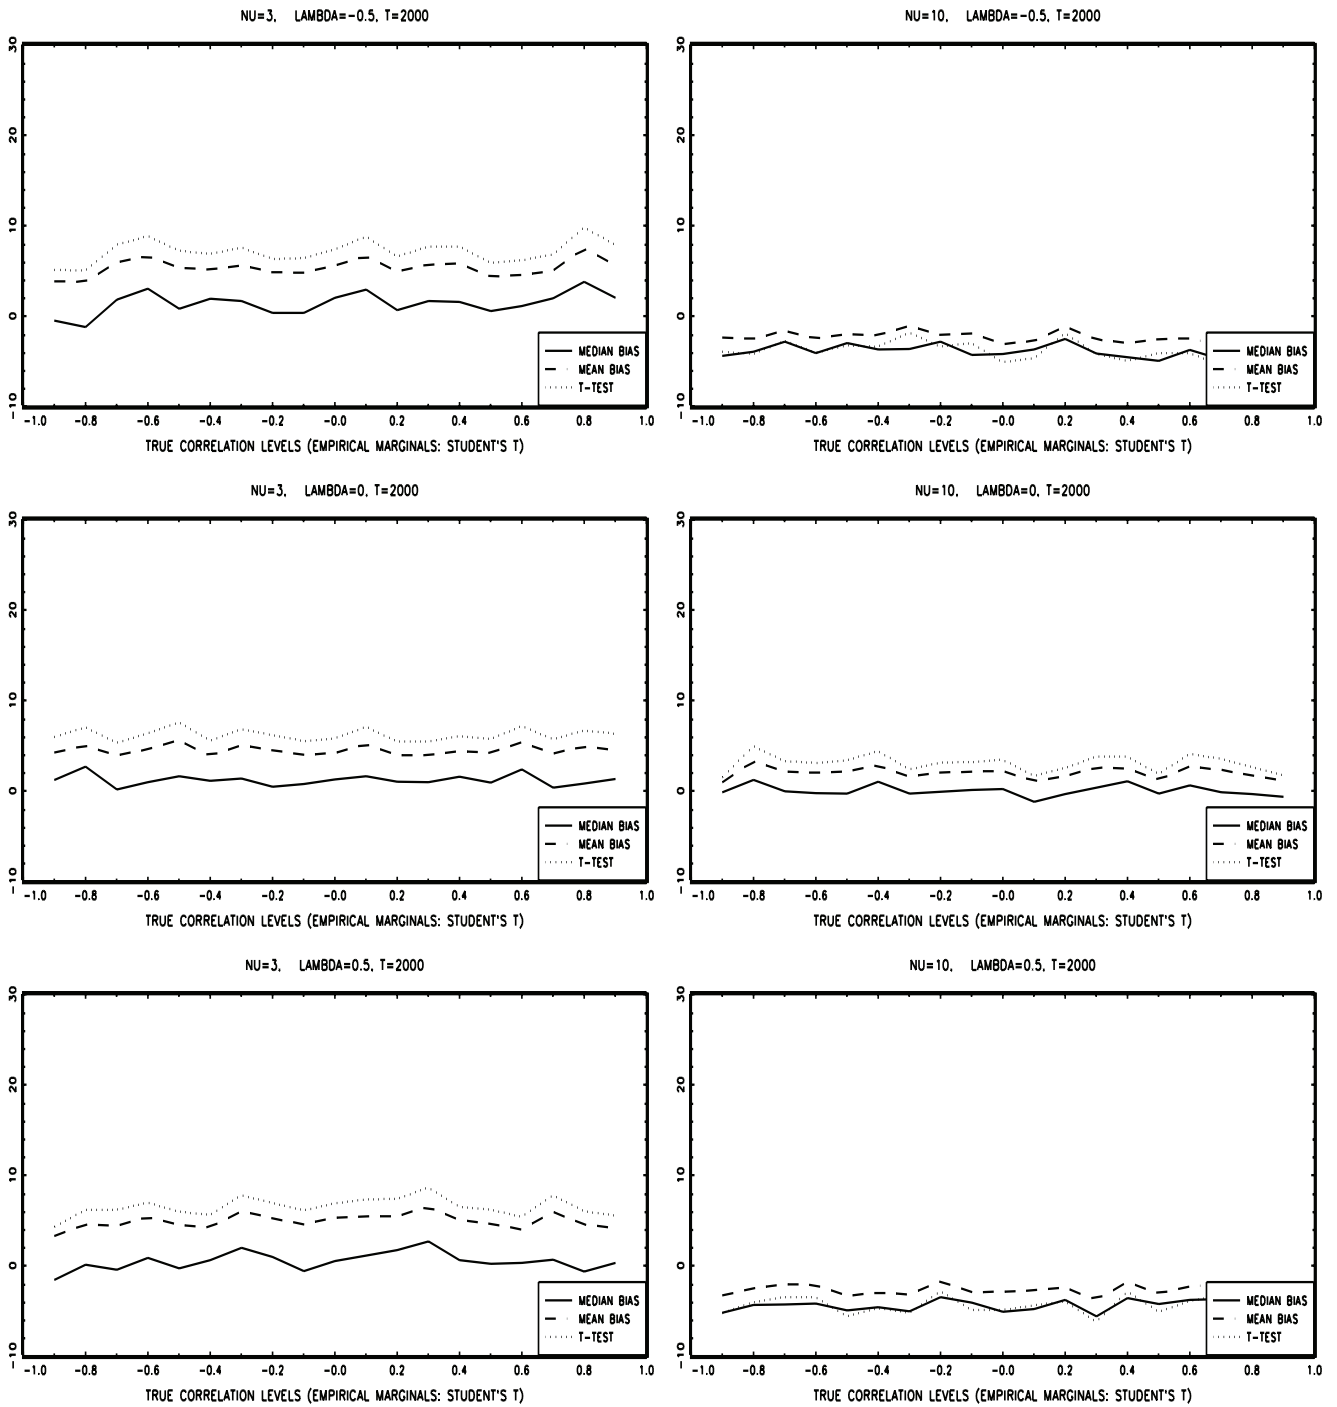 NU=3, LAMBDA=-0.5, T=2000
30
20
10
0
-10
MEDIAN BIAS
MEAN BIAS
T-TEST
-1.0 -0.8 -0.6 -0.4 -0.2 -0.0 0.2 0.4 0.6 0.8 1.0
TRUE CORRELATION LEVELS (EMPIRICAL MARGINALS: STUDENT'S T)
NU=10, LAMBDA=-0.5, T=2000
30
20
10
0
-10
MEDIAN BIAS
MEAN BIAS
T-TEST
-1.0 -0.8 -0.6 -0.4 -0.2 -0.0 0.2 0.4 0.6 0.8 1.0
TRUE CORRELATION LEVELS (EMPIRICAL MARGINALS: STUDENT'S T)
NU=3, LAMBDA=0, T=2000
30
20
10
0
-10
MEDIAN BIAS
MEAN BIAS
T-TEST
-1.0 -0.8 -0.6 -0.4 -0.2 -0.0 0.2 0.4 0.6 0.8 1.0
TRUE CORRELATION LEVELS (EMPIRICAL MARGINALS: STUDENT'S T)
NU=10, LAMBDA=0, T=2000
30
20
10
0
-10
MEDIAN BIAS
MEAN BIAS
T-TEST
-1.0 -0.8 -0.6 -0.4 -0.2 -0.0 0.2 0.4 0.6 0.8 1.0
TRUE CORRELATION LEVELS (EMPIRICAL MARGINALS: STUDENT'S T)
NU=3, LAMBDA=0.5, T=2000
30
20
10
0
-10
MEDIAN BIAS
MEAN BIAS
T-TEST
-1.0 -0.8 -0.6 -0.4 -0.2 -0.0 0.2 0.4 0.6 0.8 1.0
TRUE CORRELATION LEVELS (EMPIRICAL MARGINALS: STUDENT'S T)
NU=10, LAMBDA=0.5, T=2000
30
20
10
0
-10
MEDIAN BIAS
MEAN BIAS
T-TEST
-1.0 -0.8 -0.6 -0.4 -0.2 -0.0 0.2 0.4 0.6 0.8 1.0
TRUE CORRELATION LEVELS (EMPIRICAL MARGINALS: STUDENT'S T)